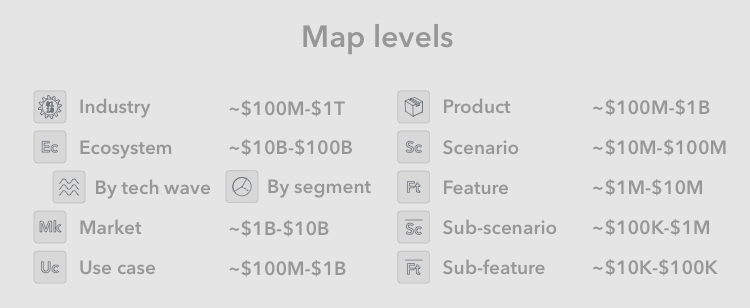 Map levels
Industry ~$100M-$1T
Ec Ecosystem ~$10B-$100B
By tech wave By segment
Mk Market ~$1B-$10B
Uc Use case ~$100M-$1B
Product ~$100M-$1B
Sc Scenario ~$10M-$100M
Ft Feature ~$1M-$10M
Sc Sub-scenario ~$100K-$1M
Ft Sub-feature ~$10K-$100K